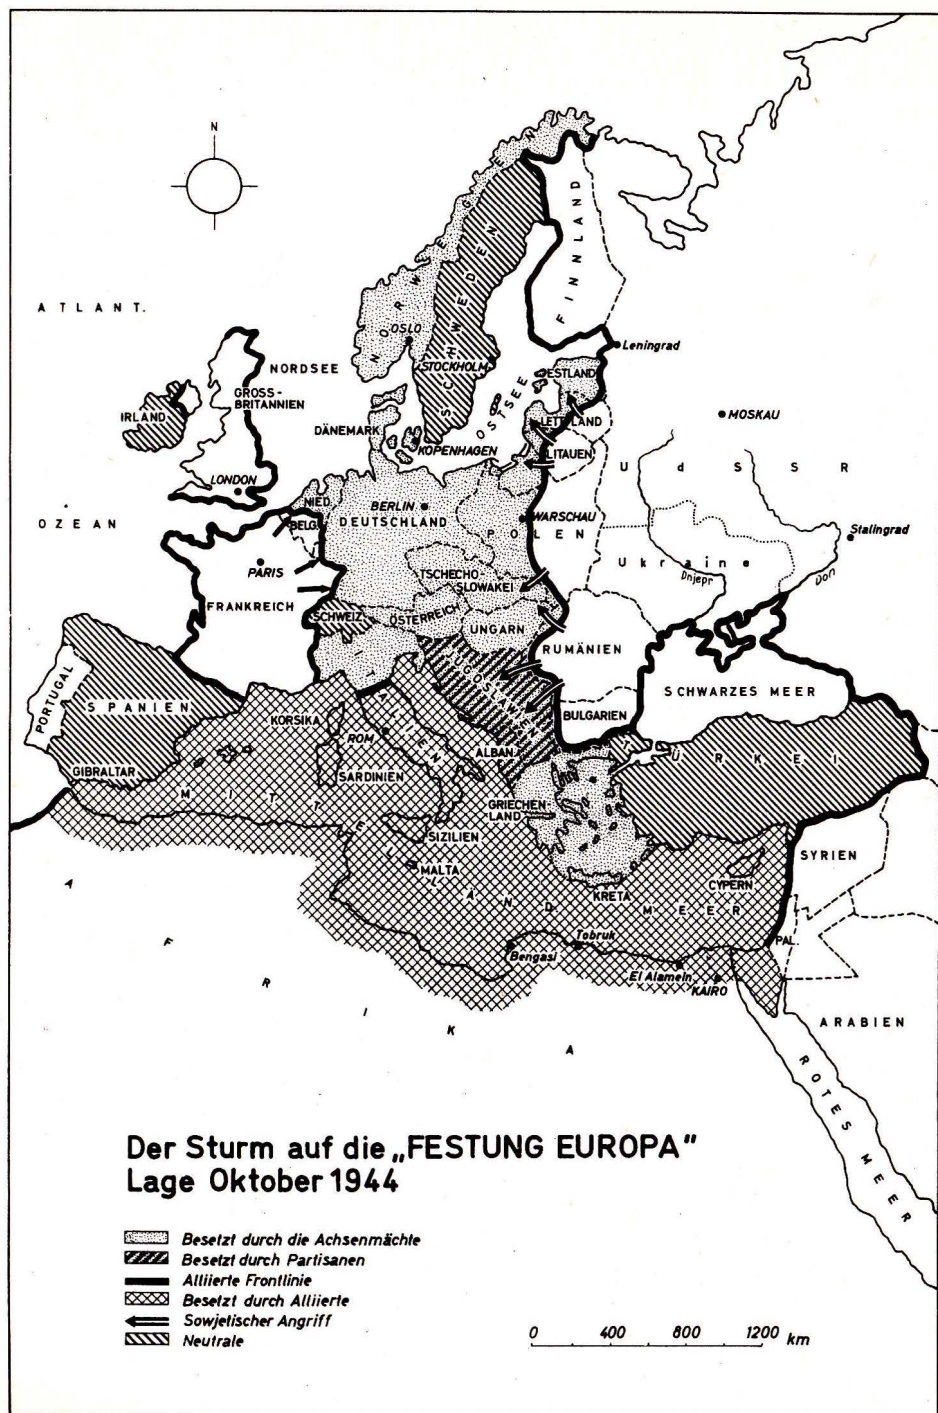 N
ATLANT.
NORWEGEN
SCHWEDEN
FINNLAND
OSLO
STOCKHOLM
Leningrad
NORDSEE
GROSS-
BRITANNIEN
IRLAND
LONDON
DÄNEMARK
KOPENHAGEN
OSTSEE
ESTLAND
LETTLAND
LITAUEN
MOSKAU
UdSSR
OZEAN
NIED.
BELG.
BERLIN
DEUTSCHLAND
WARSCHAU
POLEN
Stalingrad
Ukraine
Dnjepr
Don
PARIS
FRANKREICH
TSCHECHO-
SLOWAKEI
SCHWEIZ
ÖSTERREICH
UNGARN
RUMÄNIEN
JUGOSLAWIEN
ITALIEN
SCHWARZES MEER
BULGARIEN
PORTUGAL
SPANIEN
KORSIKA
ROM
SARDINIEN
ALBAN.
TÜRKEI
GIBRALTAR
GRIECHEN-
LAND
SIZILIEN
MALTA
KRETA
CYPERN
SYRIEN
MITTELLÄND. MEER
PAL.
Bengasi
Tobruk
El Alamein
KAIRO
AFRIKA
ARABIEN
ROTES MEER
Der Sturm auf die „FESTUNG EUROPA”
Lage Oktober 1944
Besetzt durch die Achsenmächte
Besetzt durch Partisanen
Alliierte Frontlinie
Besetzt durch Alliierte
Sowjetischer Angriff
Neutrale
0 400 800 1200 km